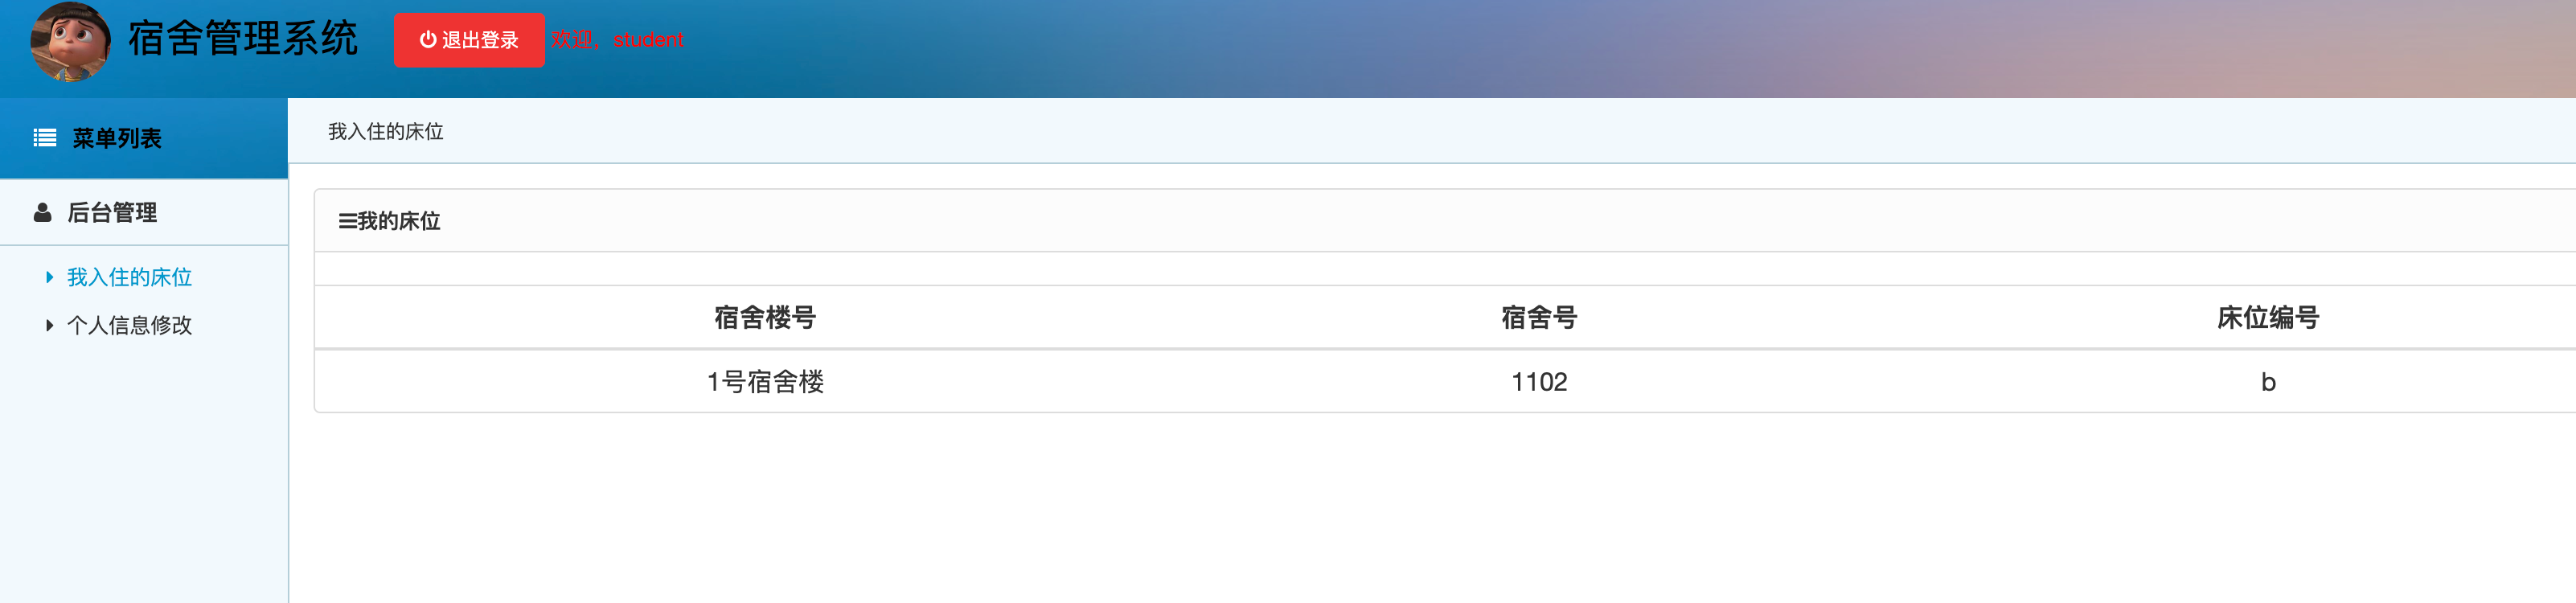 宿舍管理系统
退出登录 欢迎，student
菜单列表
我入住的床位
后台管理
我的床位
我入住的床位
个人信息修改
宿舍楼号 宿舍号 床位编号
1号宿舍楼 1102 b